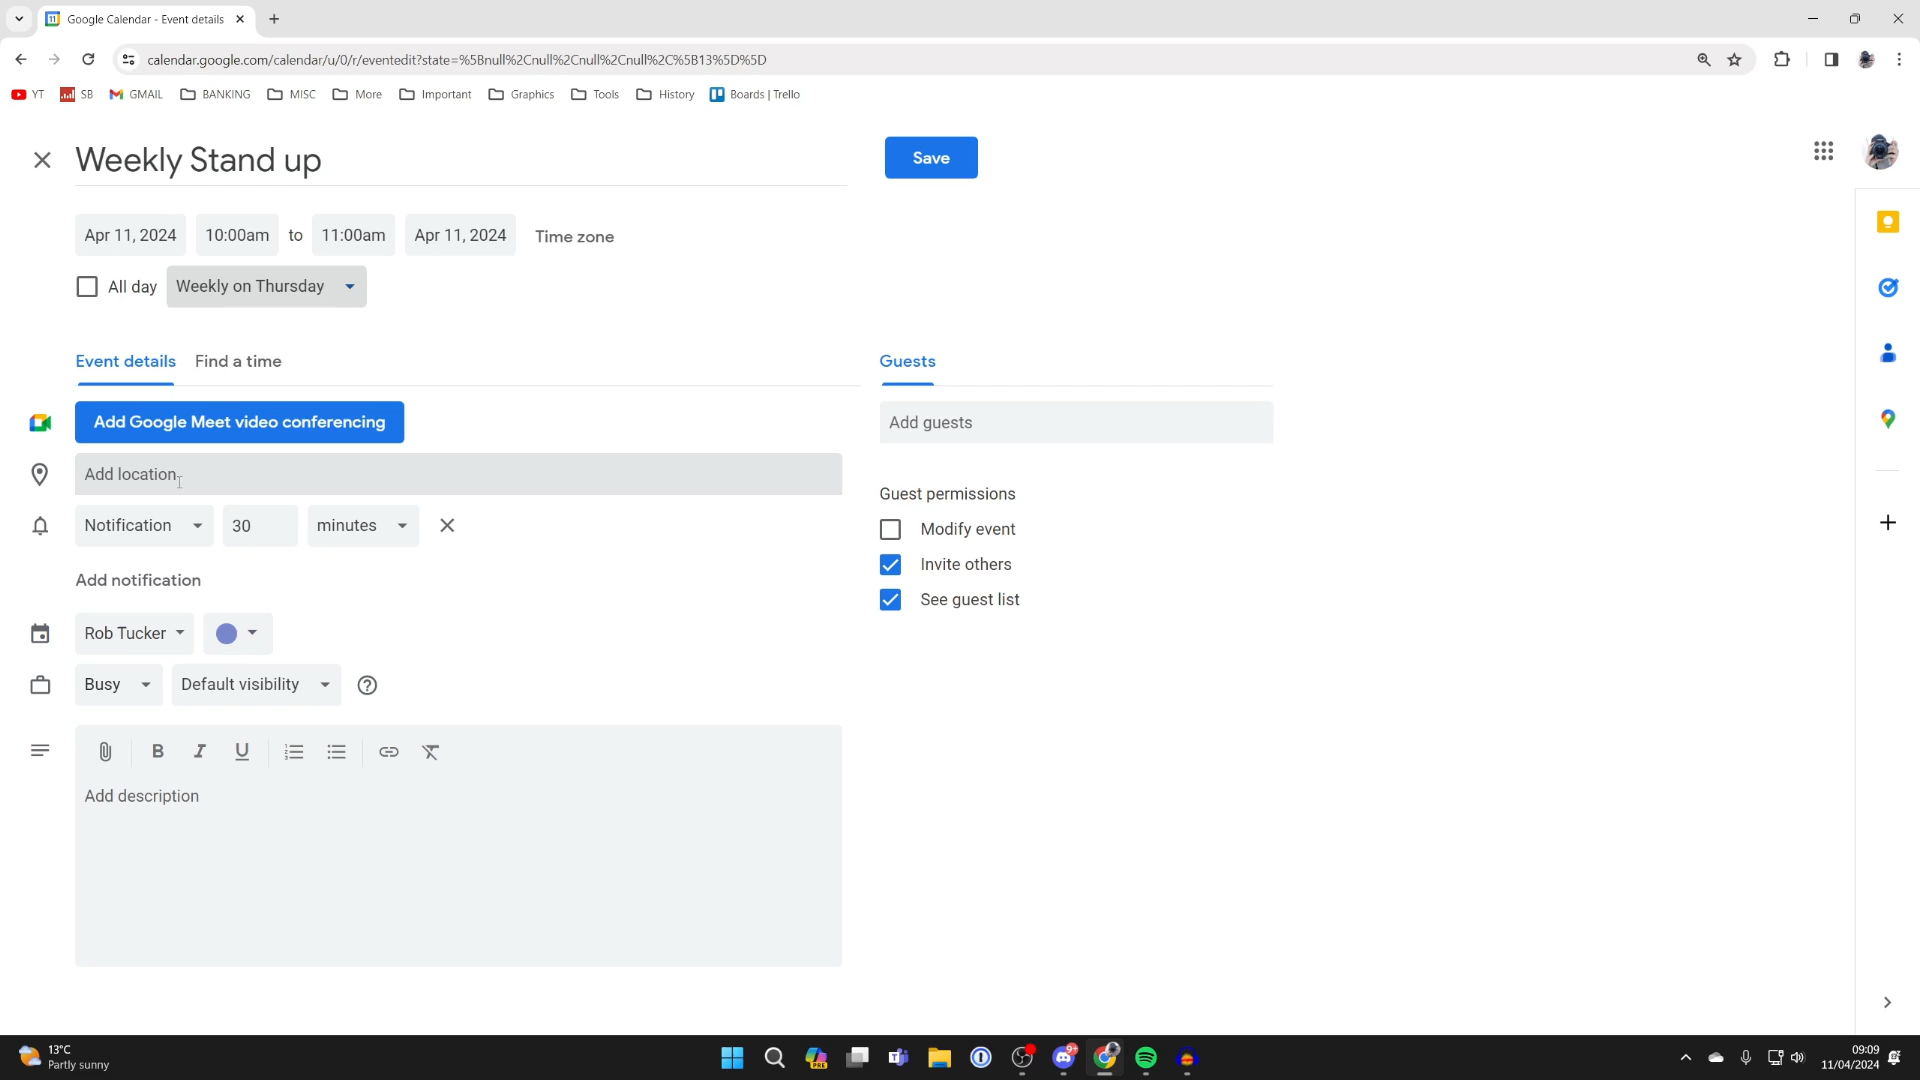 Google Calendar - Event details
calendar.google.com/calendar/u/0/r/eventedit?state=%5Bnull%2Cnull%2Cnull%2Cnull%2C%5B13%5D%5D
YT SB GMAIL BANKING MISC More Important Graphics Tools History Boards | Trello
Weekly Stand up
Save
Apr 11, 2024 10:00am to 11:00am Apr 11, 2024 Time zone
All day Weekly on Thursday
Event details Find a time
Guests
Add Google Meet video conferencing
Add guests
Add location
Guest permissions
Notification 30 minutes
Modify event
Invite others
Add notification
See guest list
Rob Tucker
Busy Default visibility
B I U
Add description
13°C
Partly sunny
PRE
9+
09:09
11/04/2024